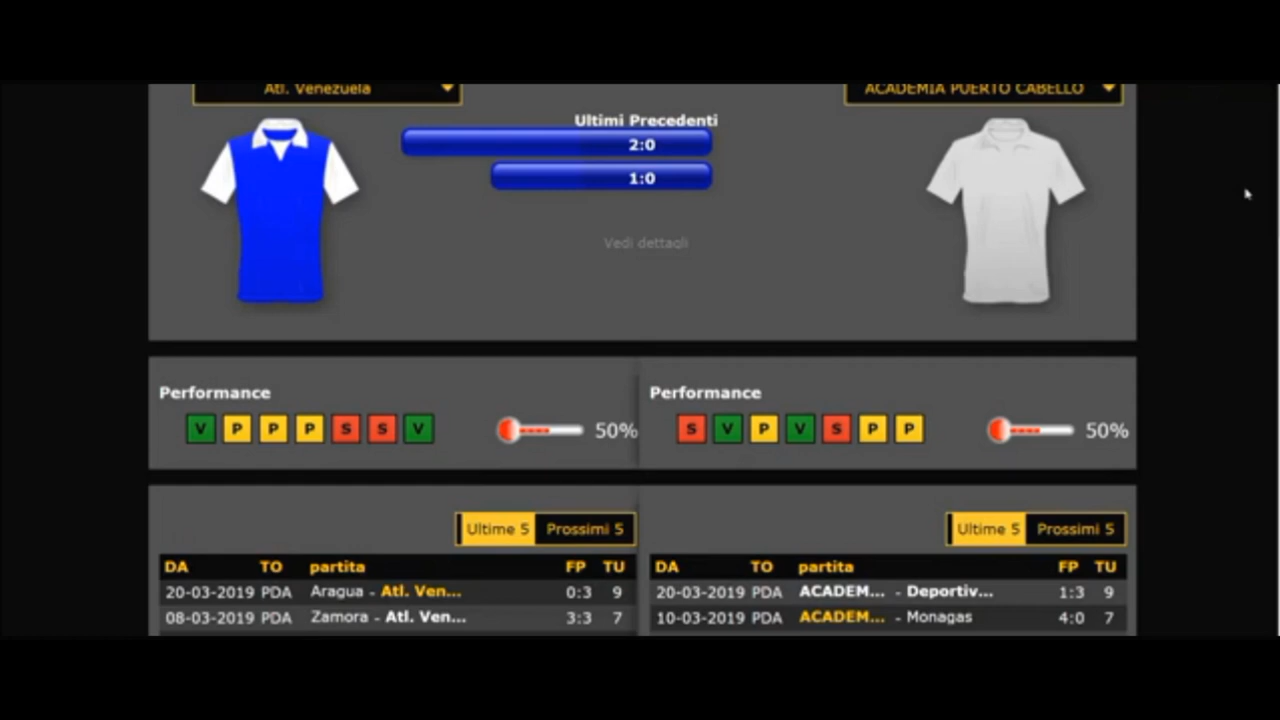 Atl. Venezuela
ACADEMIA PUERTO CABELLO
Ultimi Precedenti
2:0
1:0
Vedi dettagli
Performance
V P P P S S V 50%
Performance
S V P V S P P 50%
Ultime 5 Prossimi 5
DA TO partita FP TU
20-03-2019 PDA Aragua - Atl. Ven... 0:3 9
08-03-2019 PDA Zamora - Atl. Ven... 3:3 7
Ultime 5 Prossimi 5
DA TO partita FP TU
20-03-2019 PDA ACADEM... - Deportiv... 1:3 9
10-03-2019 PDA ACADEM... - Monagas 4:0 7